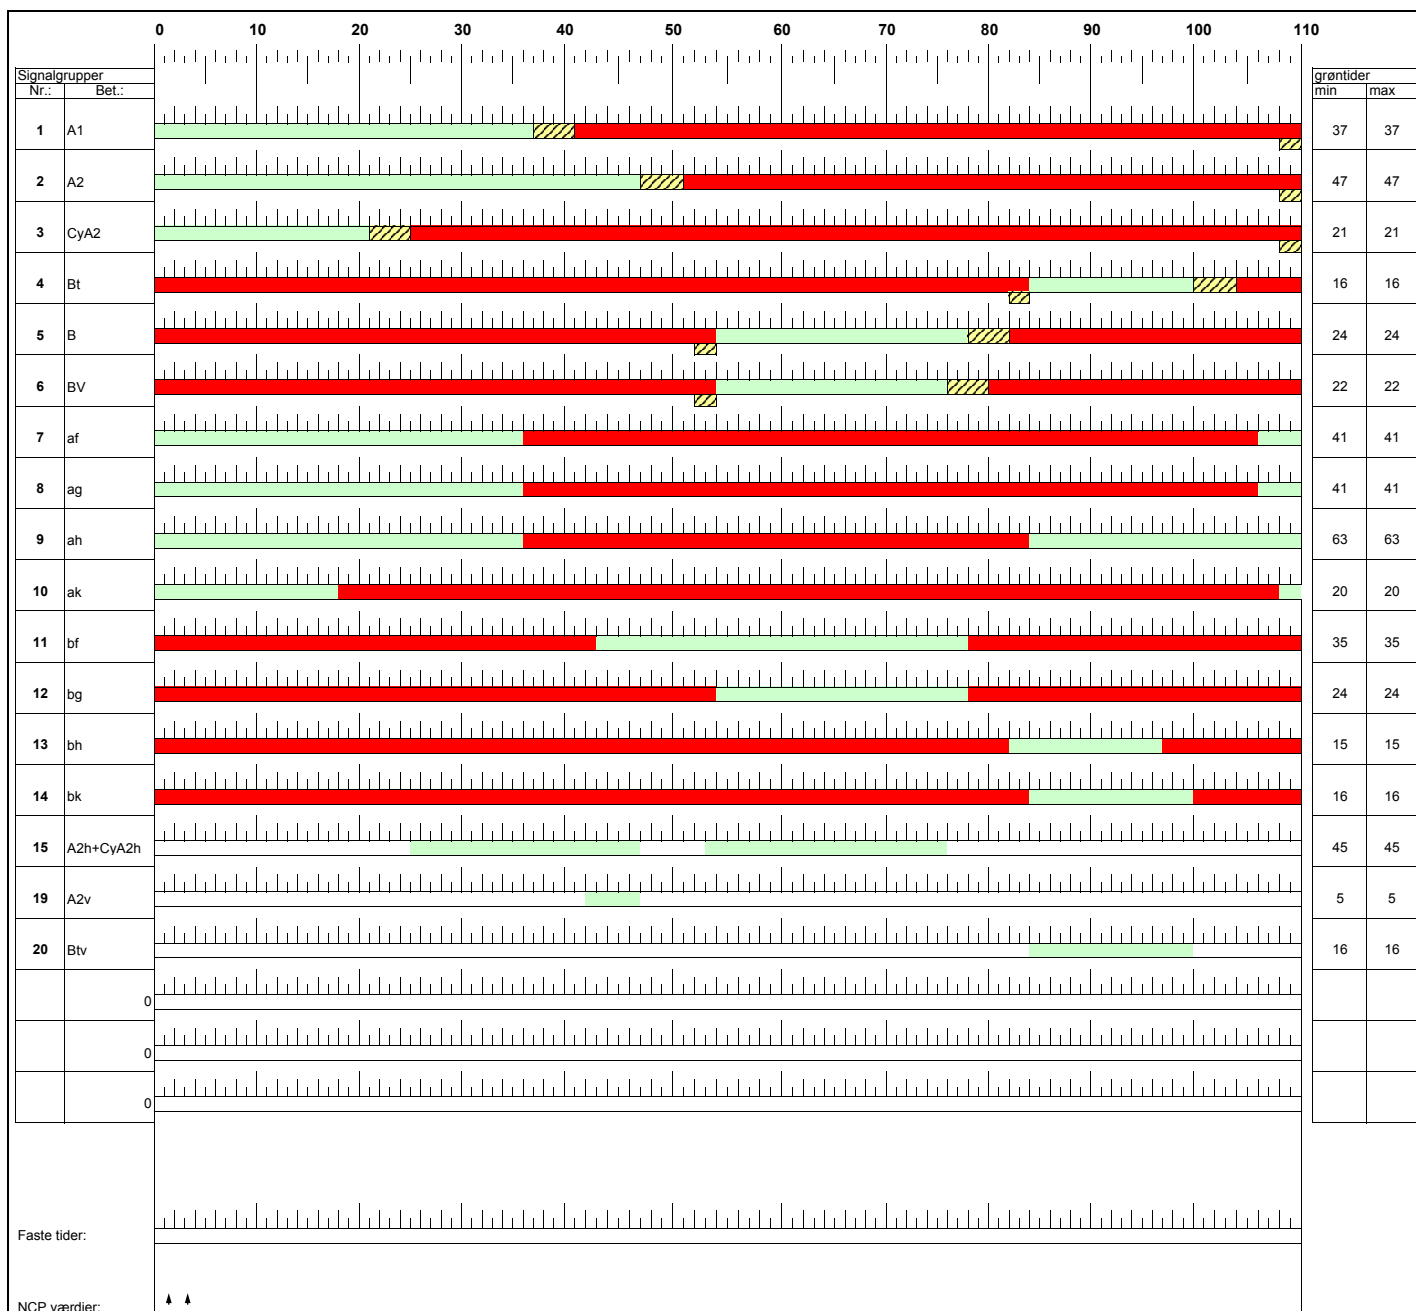 0 10 20 30 40 50 60 70 80 90 100 110
Signalgrupper grøntider
Nr.: Bet.: min max
1 A1 37 37
2 A2 47 47
3 CyA2 21 21
4 Bt 16 16
5 B 24 24
6 BV 22 22
7 af 41 41
8 ag 41 41
9 ah 63 63
10 ak 20 20
11 bf 35 35
12 bg 24 24
13 bh 15 15
14 bk 16 16
15 A2h+CyA2h 45 45
19 A2v 5 5
20 Btv 16 16
0
0
0
Faste tider:
NCP værdier: